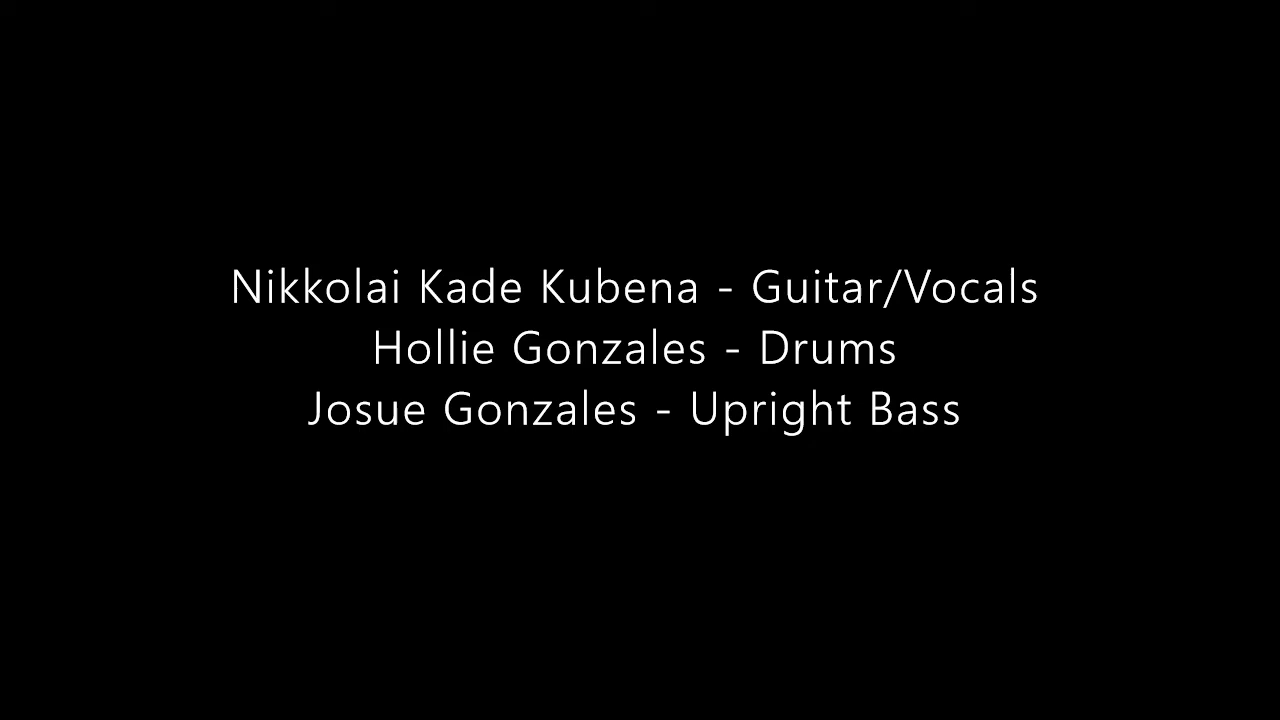 Nikkolai Kade Kubena - Guitar/Vocals
Hollie Gonzales - Drums
Josue Gonzales - Upright Bass